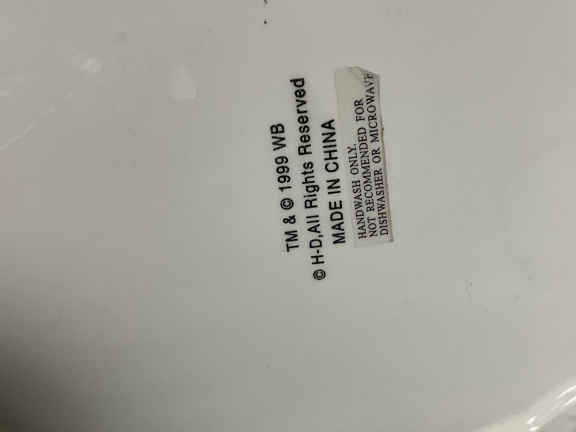 TM & © 1999 WB
© H-D,All Rights Reserved
MADE IN CHINA
HANDWASH ONLY.
NOT RECOMMENDED FOR
DISHWASHER OR MICROWAVE